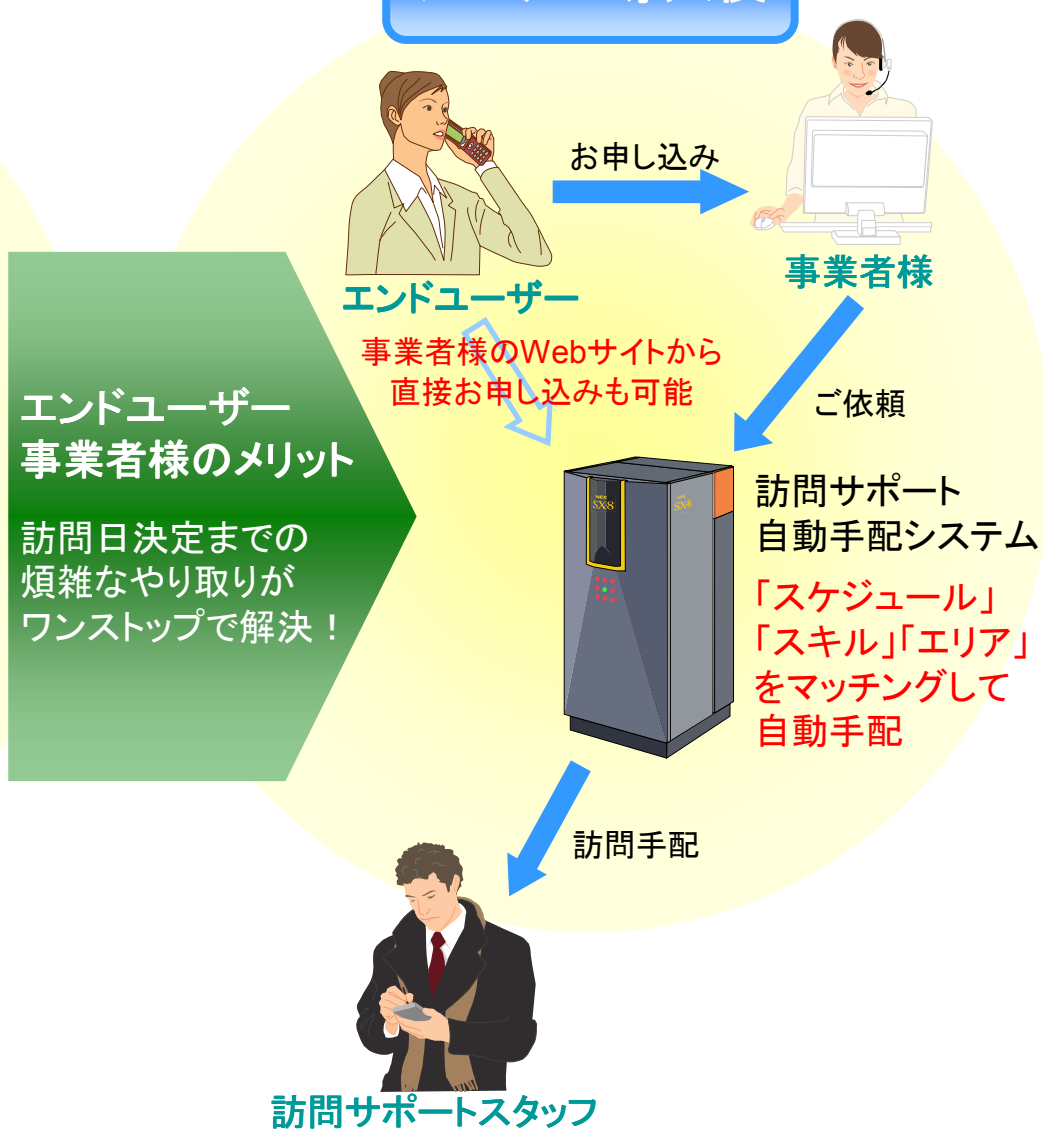 お申し込み
エンドユーザー
事業者様
事業者様のWebサイトから
直接お申し込みも可能
ご依頼
エンドユーザー
事業者様のメリット
訪問日決定までの
煩雑なやり取りが
ワンストップで解決！
SX-8
SX-8
訪問サポート
自動手配システム
「スケジュール」
「スキル」「エリア」
をマッチングして
自動手配
訪問手配
訪問サポートスタッフ